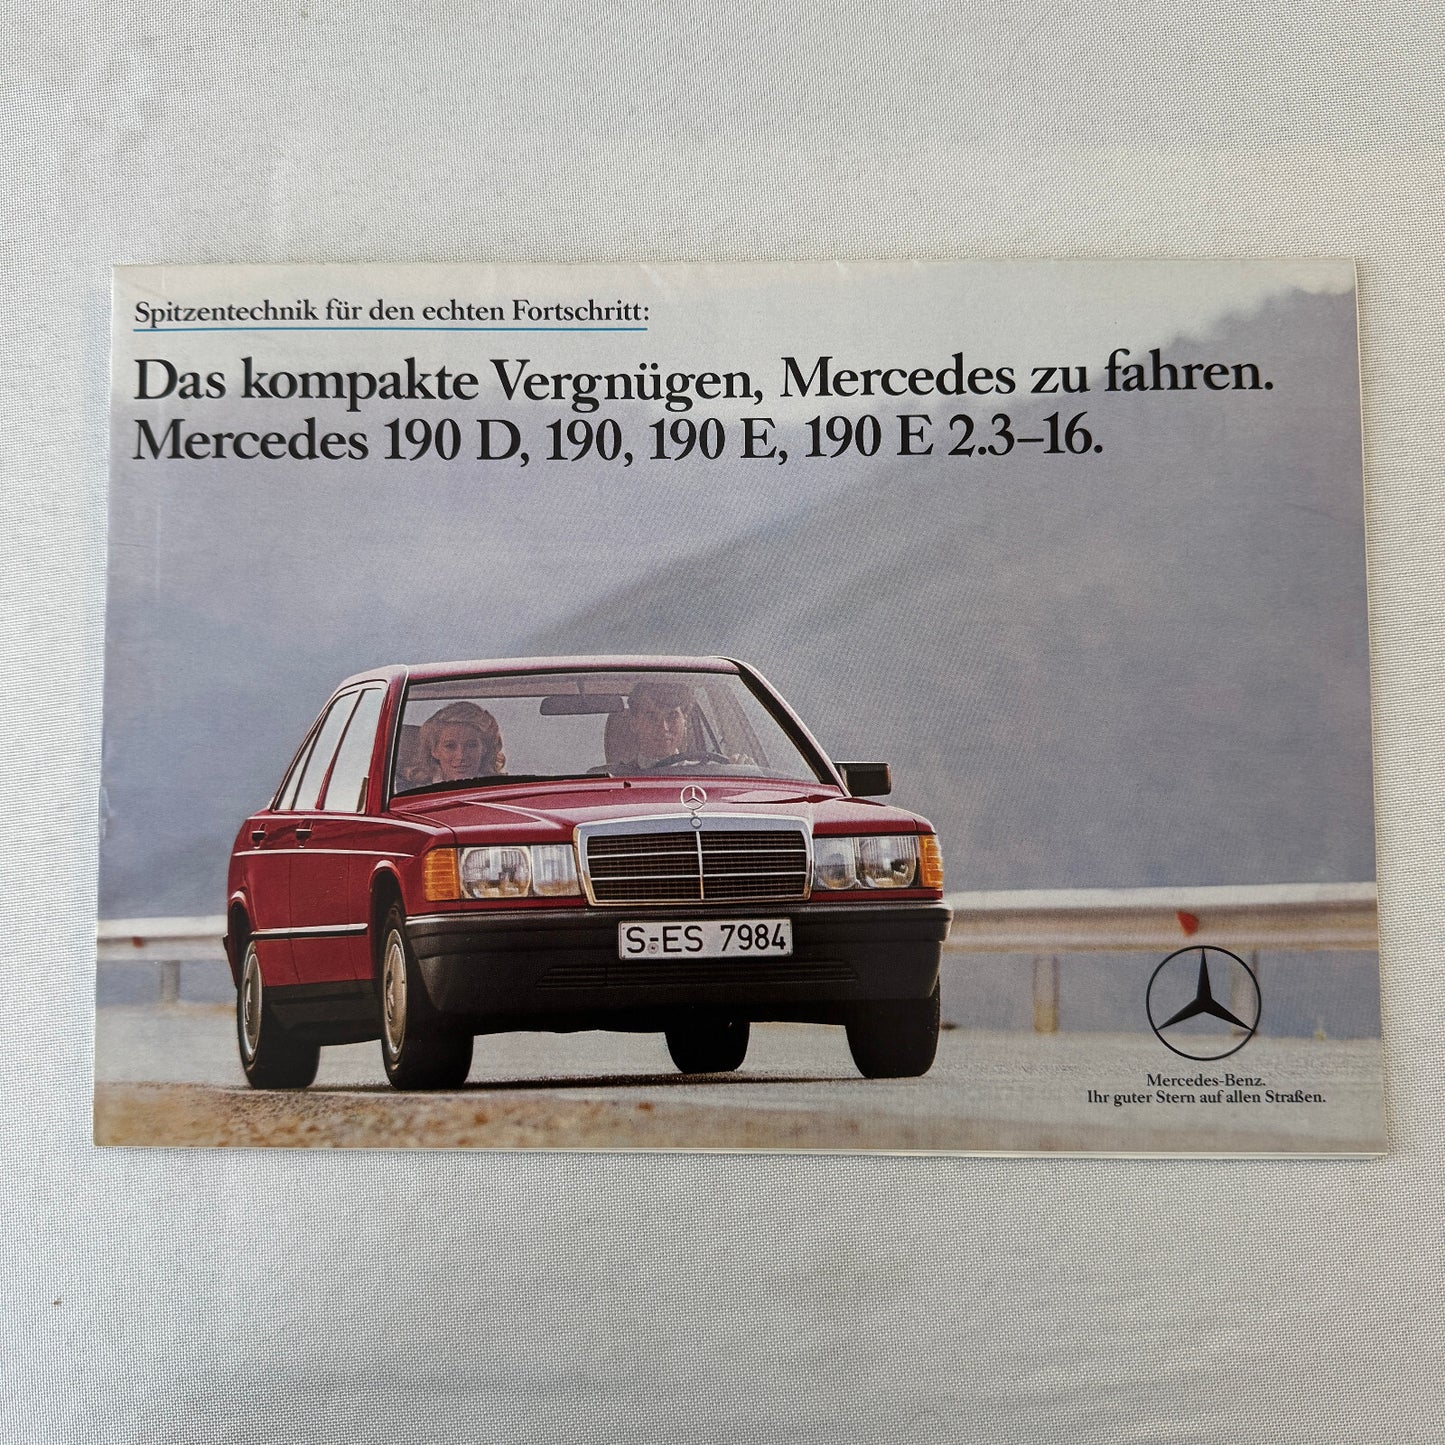 Spitzentechnik für den echten Fortschritt:
Das kompakte Vergnügen, Mercedes zu fahren.
Mercedes 190 D, 190, 190 E, 190 E 2.3–16.
S-ES 7984
Mercedes-Benz.
Ihr guter Stern auf allen Straßen.